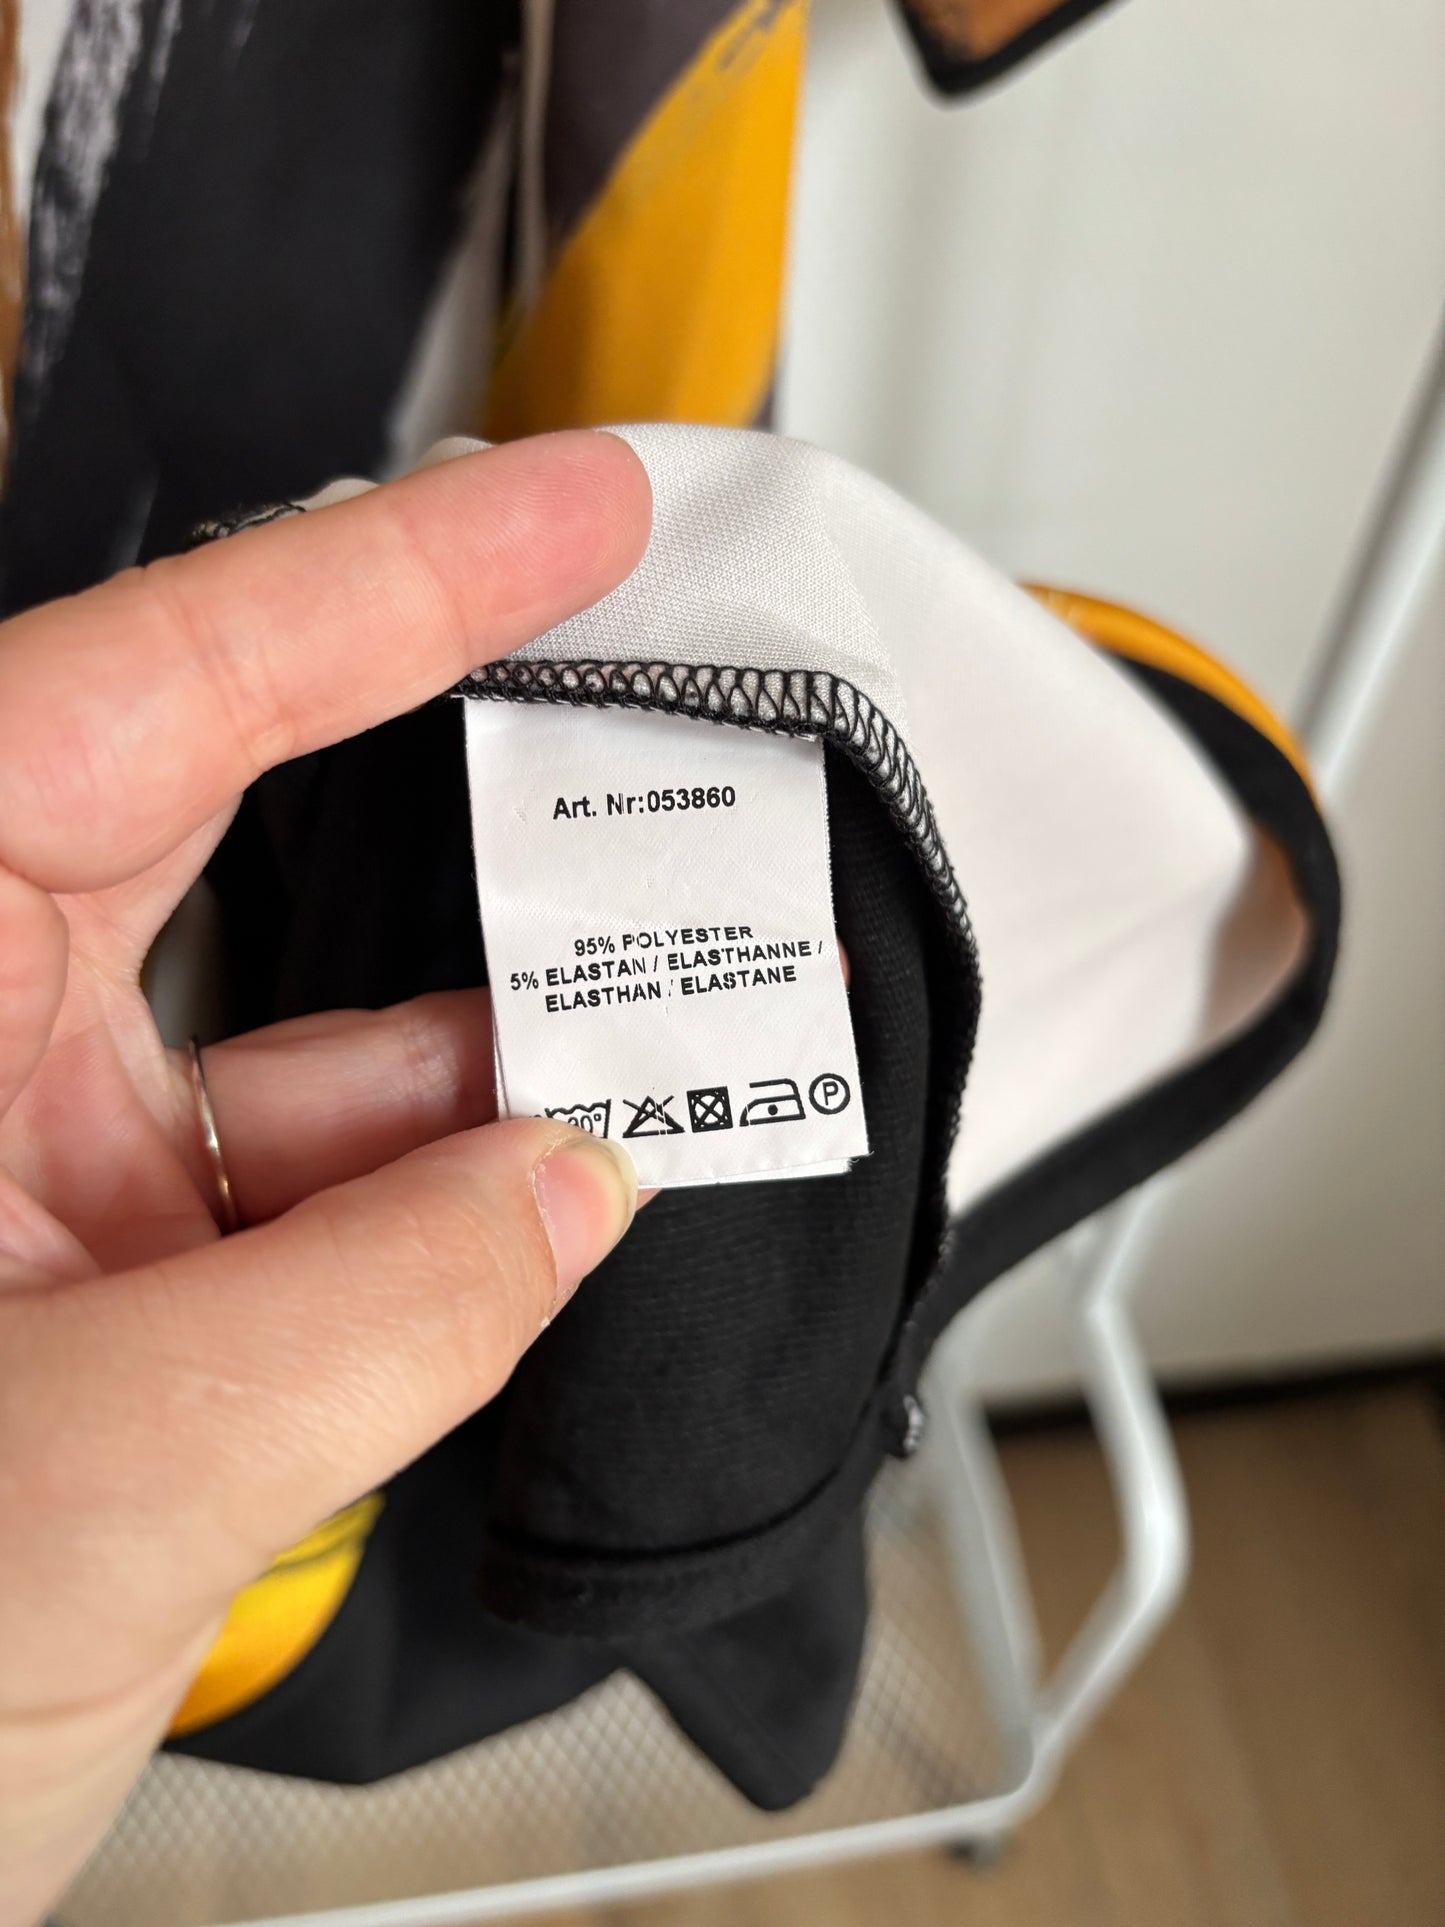 Art. Nr:053860
95% POLYESTER
5% ELASTAN / ELASTHANNE /
ELASTHAN / ELASTANE
P